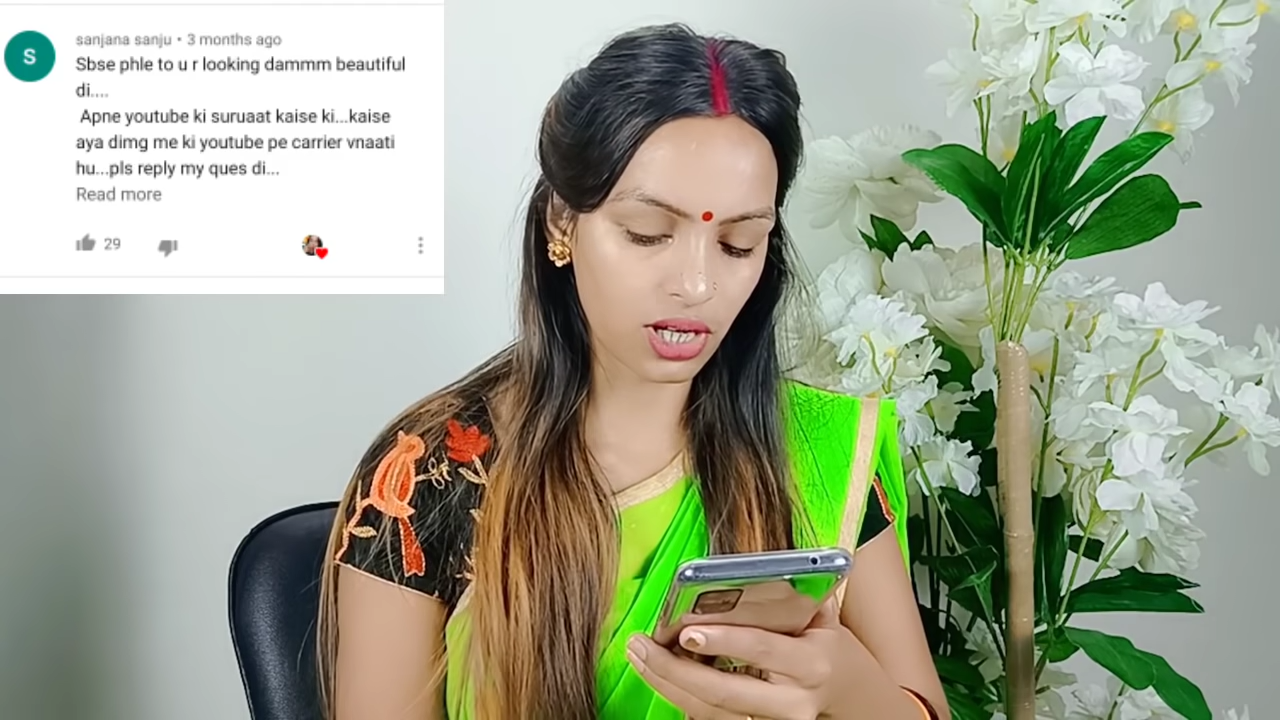 S
sanjana sanju • 3 months ago
Sbse phle to u r looking dammm beautiful
di....
Apne youtube ki suruaat kaise ki...kaise
aya dimg me ki youtube pe carrier vnaati
hu...pls reply my ques di...
Read more
29